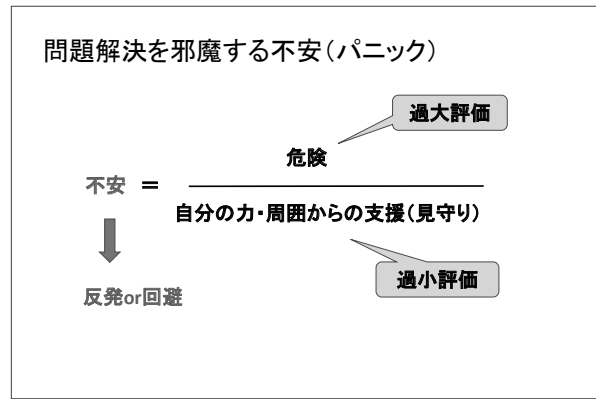 問題解決を邪魔する不安（パニック）
過大評価
危険
不安 ＝
自分の力・周囲からの支援（見守り）
過小評価
反発or回避